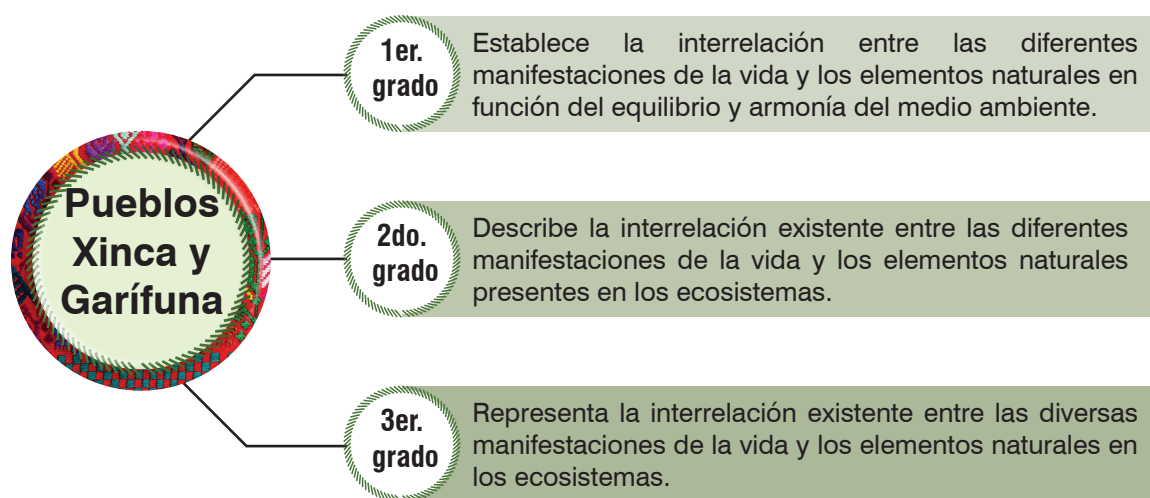 Pueblos
Xinca y
Garífuna
1er.
grado
Establece la interrelación entre las diferentes
manifestaciones de la vida y los elementos naturales en
función del equilibrio y armonía del medio ambiente.
2do.
grado
Describe la interrelación existente entre las diferentes
manifestaciones de la vida y los elementos naturales
presentes en los ecosistemas.
3er.
grado
Representa la interrelación existente entre las diversas
manifestaciones de la vida y los elementos naturales en
los ecosistemas.